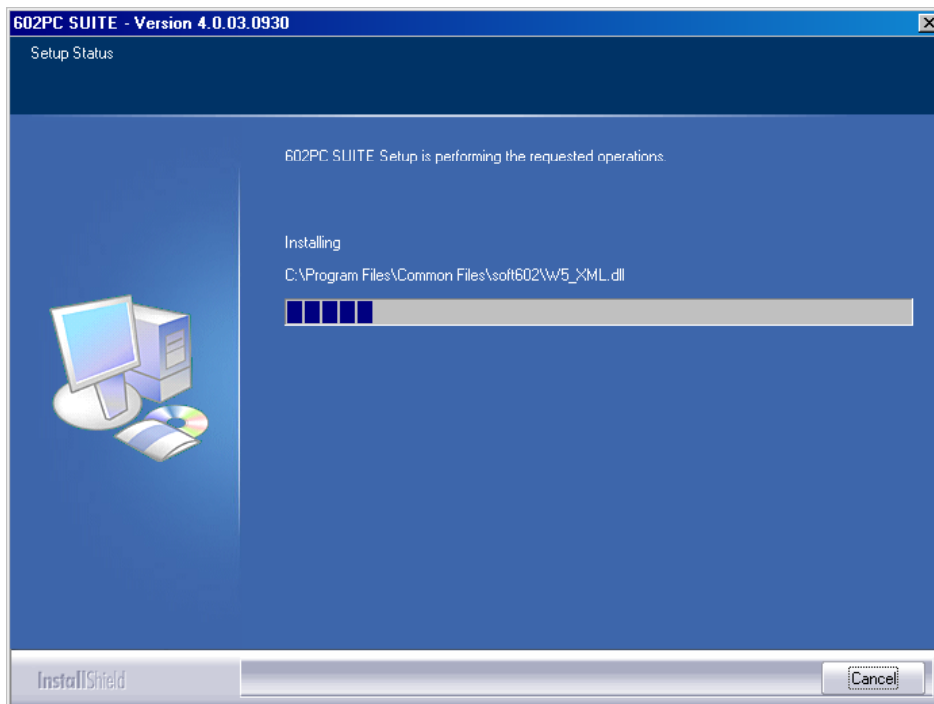 602PC SUITE - Version 4.0.03.0930
Setup Status
602PC SUITE Setup is performing the requested operations.
Installing
C:\Program Files\Common Files\soft602\W5_XML.dll
InstallShield
Cancel